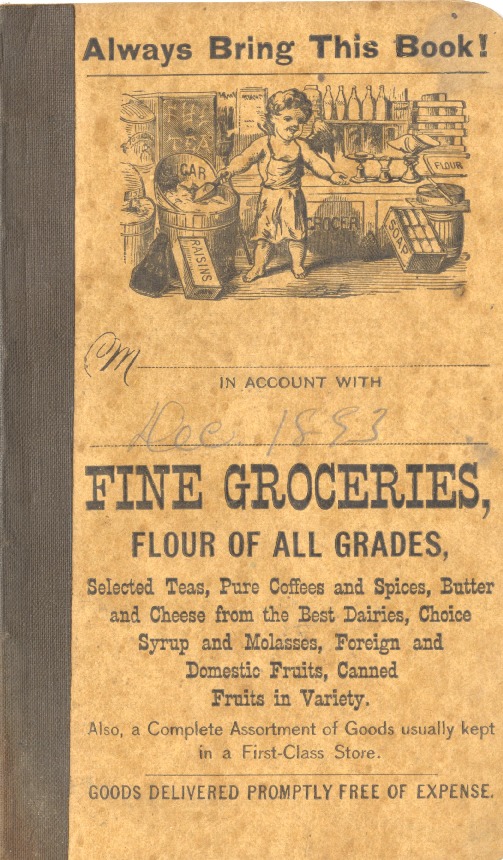 Always Bring This Book!
TEA
SUGAR
FLOUR
GROCER
SOAP
RAISINS
M
IN ACCOUNT WITH
Dec. 1893
FINE GROCERIES,
FLOUR OF ALL GRADES,
Selected Teas, Pure Coffees and Spices, Butter
and Cheese from the Best Dairies, Choice
Syrup and Molasses, Foreign and
Domestic Fruits, Canned
Fruits in Variety.
Also, a Complete Assortment of Goods usually kept
in a First-Class Store.
GOODS DELIVERED PROMPTLY FREE OF EXPENSE.